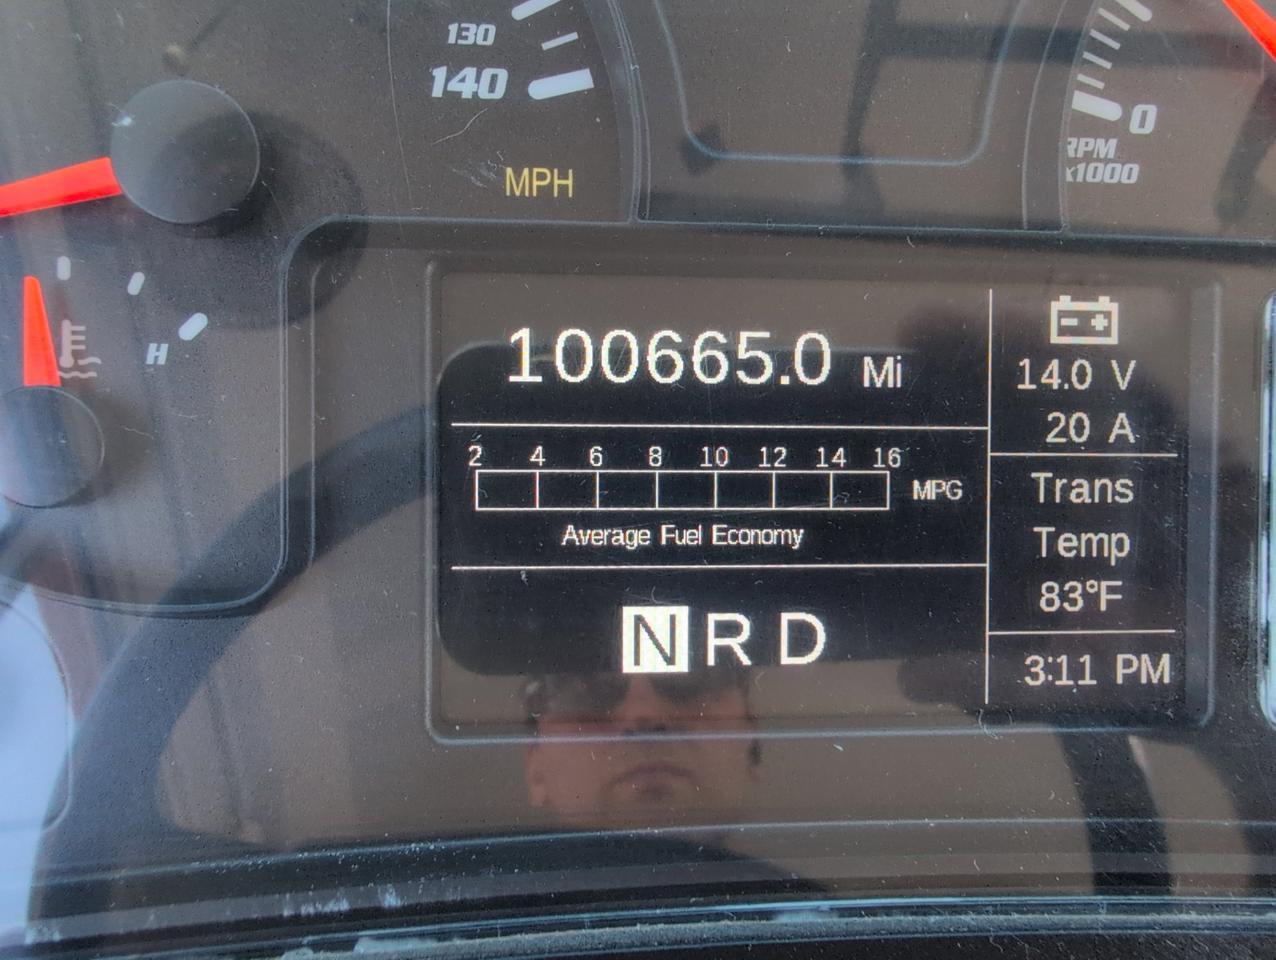 130
140
MPH
0
RPM
x1000
H
100665.0 Mi
2 4 6 8 10 12 14 16
MPG
Average Fuel Economy
N R D
14.0 V
20 A
Trans
Temp
83°F
3:11 PM